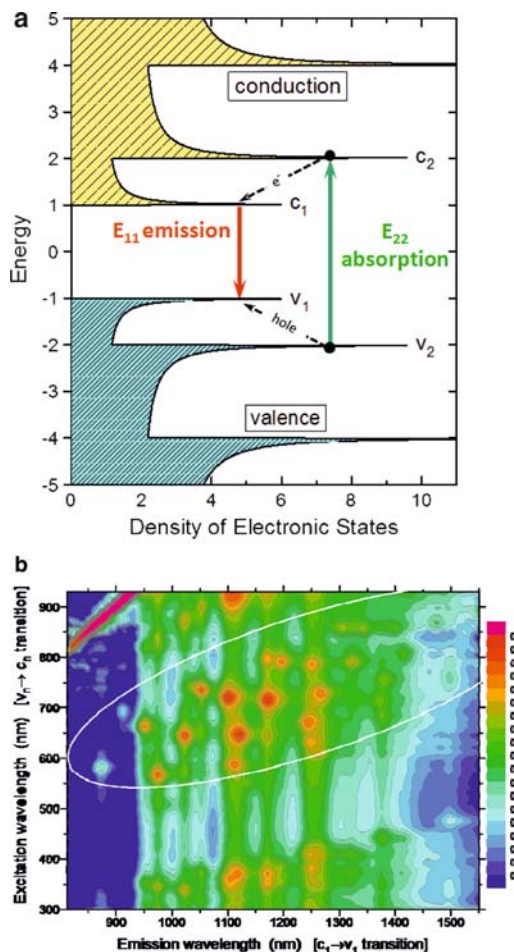 a
5
4
3
2
1
0
-1
-2
-3
-4
-5
Energy
conduction
c2
e-
c1
E11 emission
E22
absorption
v1
hole
v2
valence
0 2 4 6 8 10
Density of Electronic States
b
Excitation wavelength (nm) [vn→ cn transition]
900
800
700
600
500
400
300
900 1000 1100 1200 1300 1400 1500
Emission wavelength (nm) [c1→v1 transition]